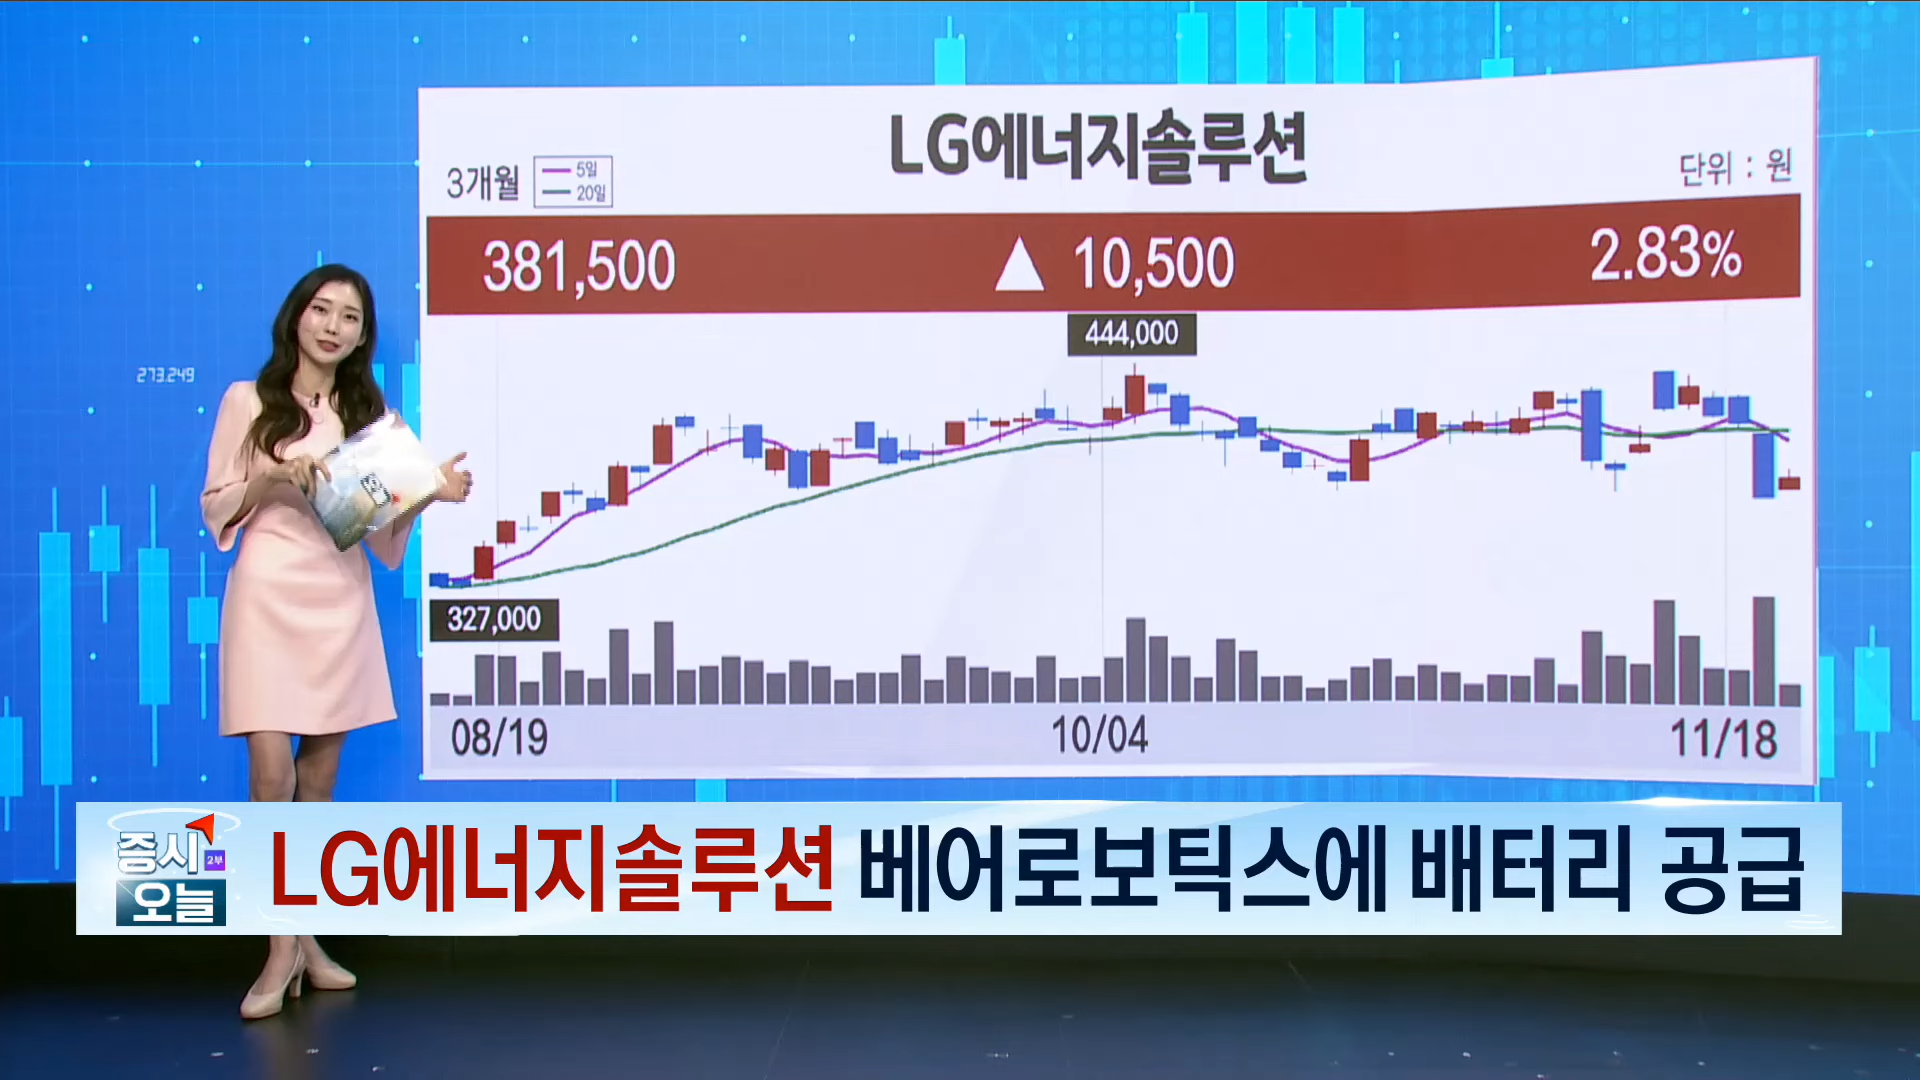 LG에너지솔루션
3개월
5일
20일
단위 : 원
381,500 ▲ 10,500 2.83%
444,000
273.249
327,000
08/19 10/04 11/18
증시 2부
오늘
LG에너지솔루션 베어로보틱스에 배터리 공급